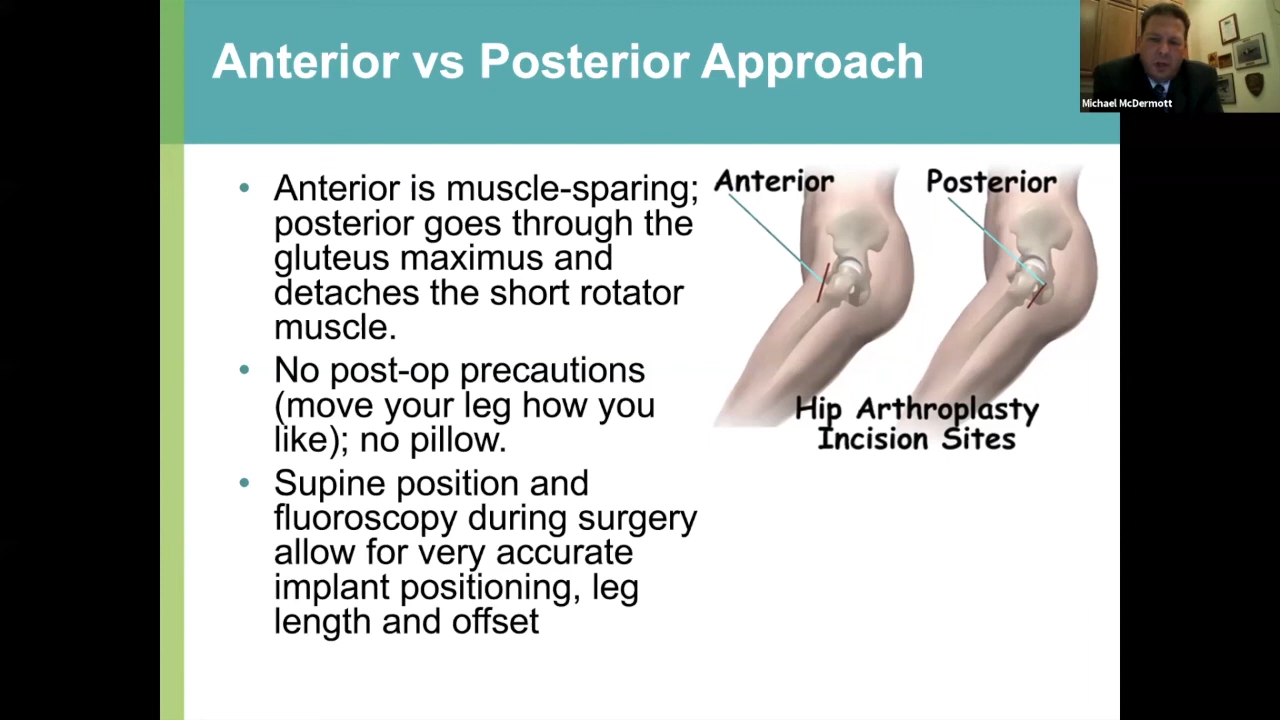 Anterior vs Posterior Approach
Michael McDermott
• Anterior is muscle-sparing;
posterior goes through the
gluteus maximus and
detaches the short rotator
muscle.
• No post-op precautions
(move your leg how you
like); no pillow.
• Supine position and
fluoroscopy during surgery
allow for very accurate
implant positioning, leg
length and offset
Anterior
Posterior
Hip Arthroplasty
Incision Sites